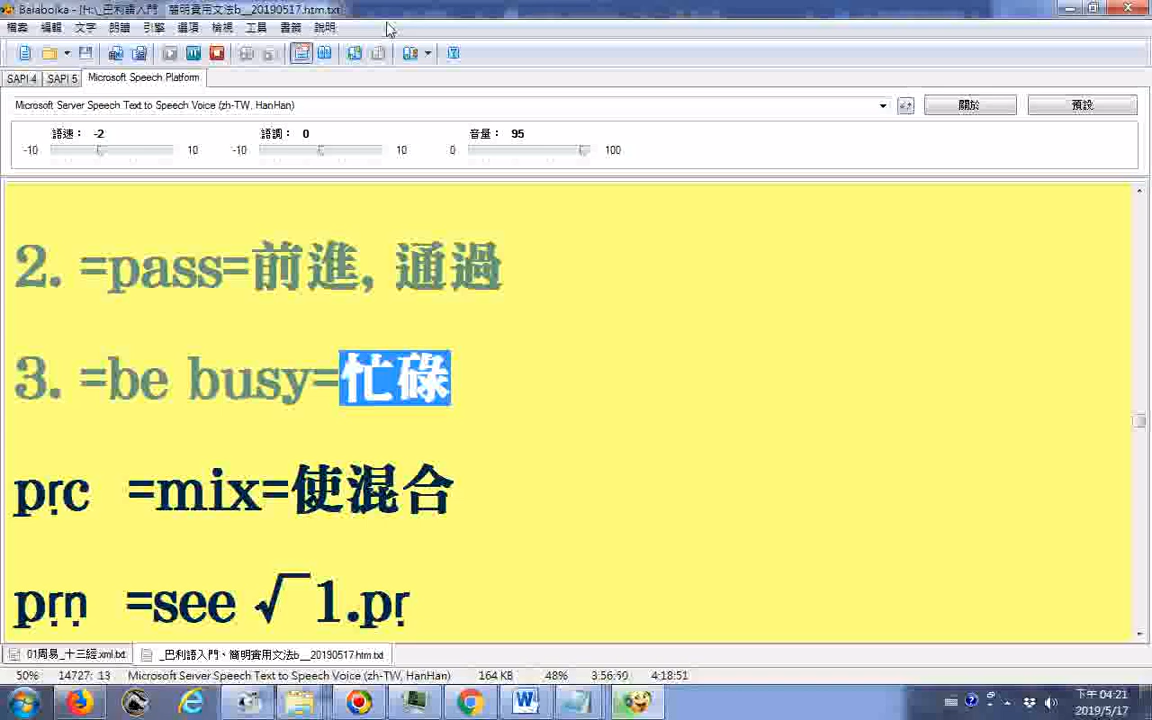 Balabolka - [H:\_巴利語入門、簡明實用文法b__20190517.htm.txt]
檔案 編輯 文字 朗讀 引擎 選項 檢視 工具 書籤 說明
SAPI 4 SAPI 5 Microsoft Speech Platform
Microsoft Server Speech Text to Speech Voice (zh-TW, HanHan) 關於 預設
語速： -2 語調： 0 音量： 95
-10 10 -10 10 0 100
2. =pass=前進, 通過
3. =be busy=忙碌
pṛc =mix=使混合
pṛṇ =see √ 1.pṛ
01周易_十三經.xml.txt _巴利語入門、簡明實用文法b__20190517.htm.txt
50% 14727: 13 Microsoft Server Speech Text to Speech Voice (zh-TW, HanHan) 164 KB 48% 3:56:50 4:18:51
下午 04:21
2019/5/17